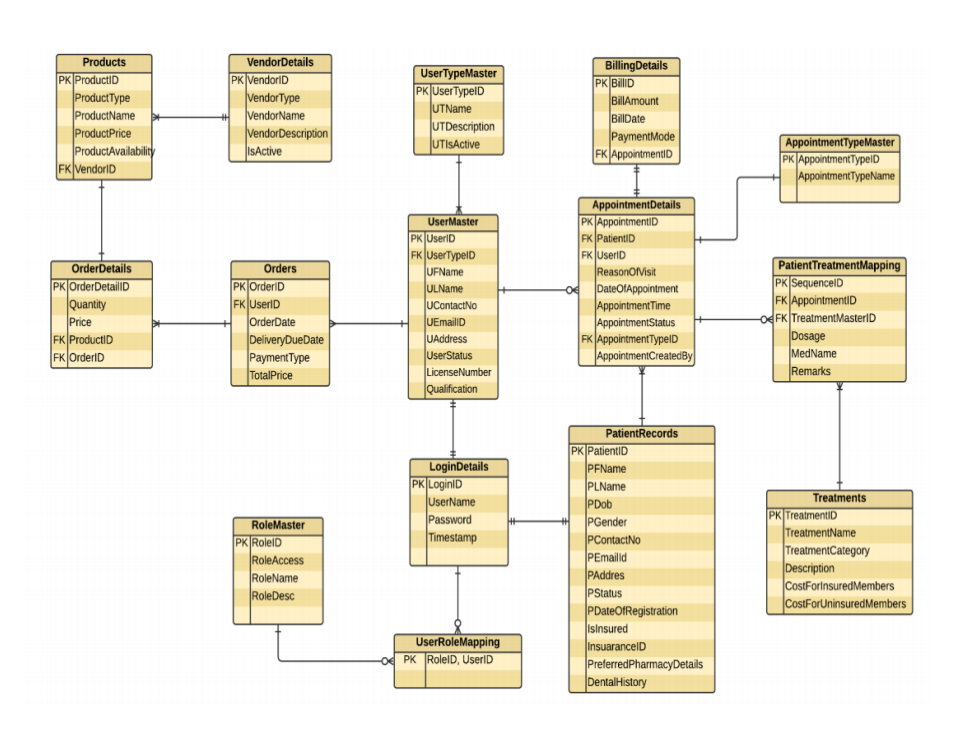 Products
PK ProductID
ProductType
ProductName
ProductPrice
ProductAvailability
FK VendorID
VendorDetails
PK VendorID
VendorType
VendorName
VendorDescription
IsActive
UserTypeMaster
PK UserTypeID
UTName
UTDescription
UTIsActive
BillingDetails
PK BillID
BillAmount
BillDate
PaymentMode
FK AppointmentID
AppointmentTypeMaster
PK AppointmentTypeID
AppointmentTypeName
OrderDetails
PK OrderDetailID
Quantity
Price
FK ProductID
FK OrderID
Orders
PK OrderID
FK UserID
OrderDate
DeliveryDueDate
PaymentType
TotalPrice
UserMaster
PK UserID
FK UserTypeID
UFName
ULName
UContactNo
UEmailID
UAddress
UserStatus
LicenseNumber
Qualification
AppointmentDetails
PK AppointmentID
FK PatientID
FK UserID
ReasonOfVisit
DateOfAppointment
AppointmentTime
AppointmentStatus
FK AppointmentTypeID
AppointmentCreatedBy
PatientTreatmentMapping
PK SequenceID
FK AppointmentID
FK TreatmentMasterID
Dosage
MedName
Remarks
RoleMaster
PK RoleID
RoleAccess
RoleName
RoleDesc
LoginDetails
PK LoginID
UserName
Password
Timestamp
UserRoleMapping
PK RoleID, UserID
PatientRecords
PK PatientID
PFName
PLName
PDob
PGender
PContactNo
PEmailId
PAddres
PStatus
PDateOfRegistration
IsInsured
InsuaranceID
PreferredPharmacyDetails
DentalHistory
Treatments
PK TreatmentID
TreatmentName
TreatmentCategory
Description
CostForInsuredMembers
CostForUninsuredMembers